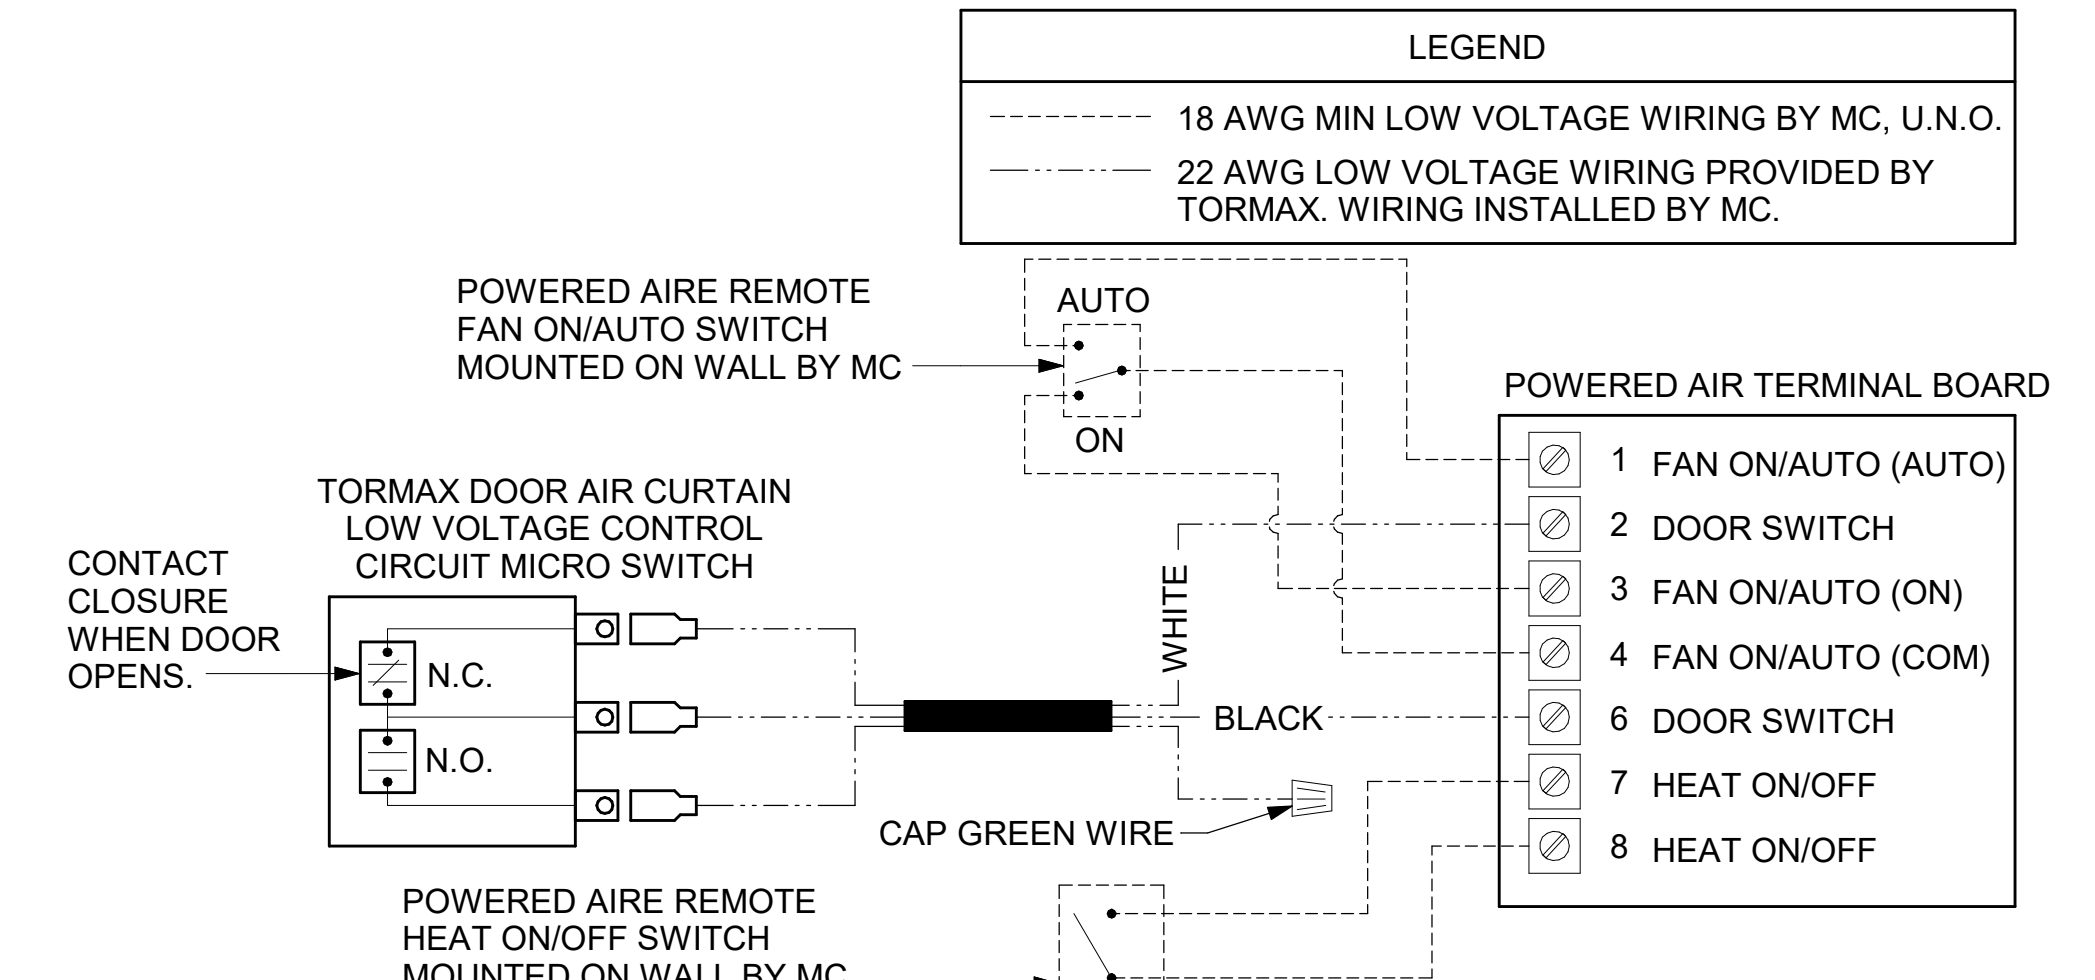 LEGEND
18 AWG MIN LOW VOLTAGE WIRING BY MC, U.N.O.
22 AWG LOW VOLTAGE WIRING PROVIDED BY
TORMAX. WIRING INSTALLED BY MC.
POWERED AIRE REMOTE
FAN ON/AUTO SWITCH
MOUNTED ON WALL BY MC
AUTO
ON
POWERED AIR TERMINAL BOARD
1 FAN ON/AUTO (AUTO)
2 DOOR SWITCH
3 FAN ON/AUTO (ON)
4 FAN ON/AUTO (COM)
6 DOOR SWITCH
7 HEAT ON/OFF
8 HEAT ON/OFF
TORMAX DOOR AIR CURTAIN
LOW VOLTAGE CONTROL
CIRCUIT MICRO SWITCH
CONTACT
CLOSURE
WHEN DOOR
OPENS.
N.C.
N.O.
WHITE
BLACK
CAP GREEN WIRE
POWERED AIRE REMOTE
HEAT ON/OFF SWITCH
MOUNTED ON WALL BY MC